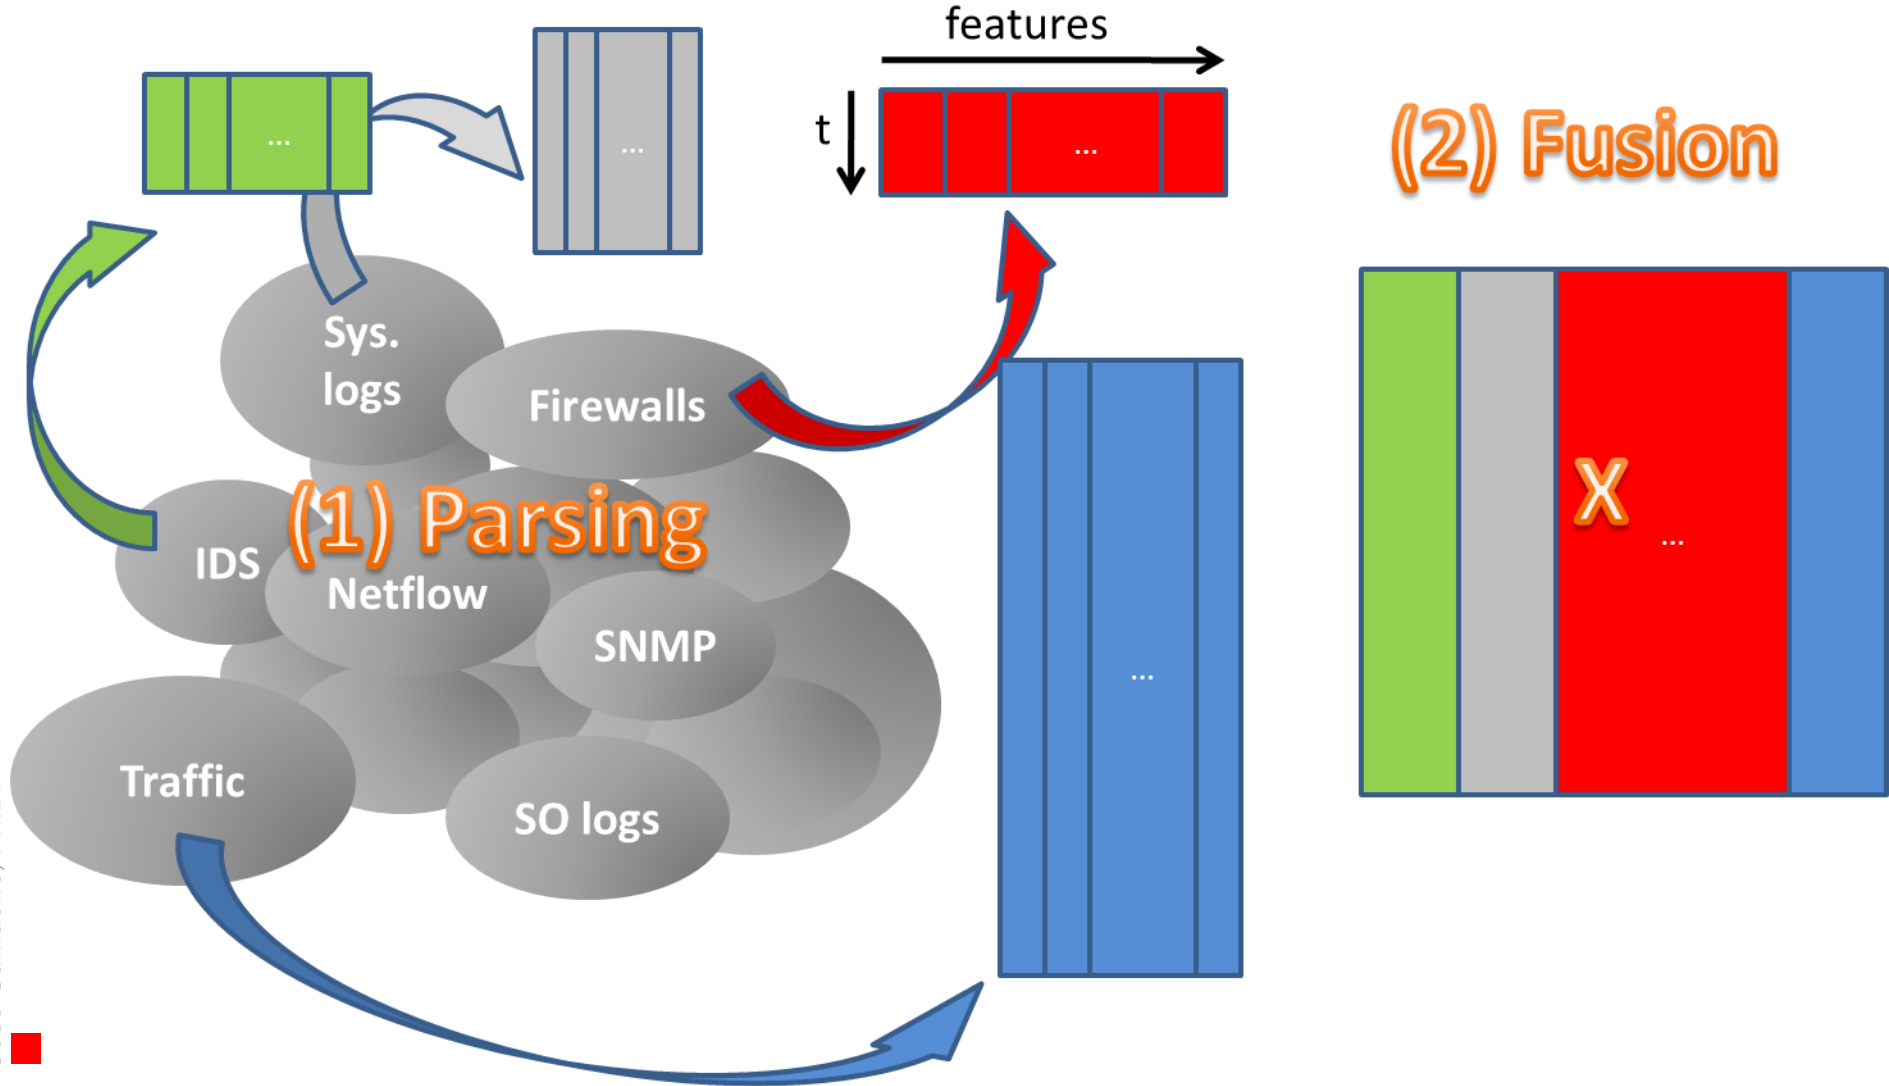 features
t
...
...
...
(2) Fusion
Sys.
logs
Firewalls
(1) Parsing
IDS
Netflow
SNMP
X
...
...
Traffic
SO logs